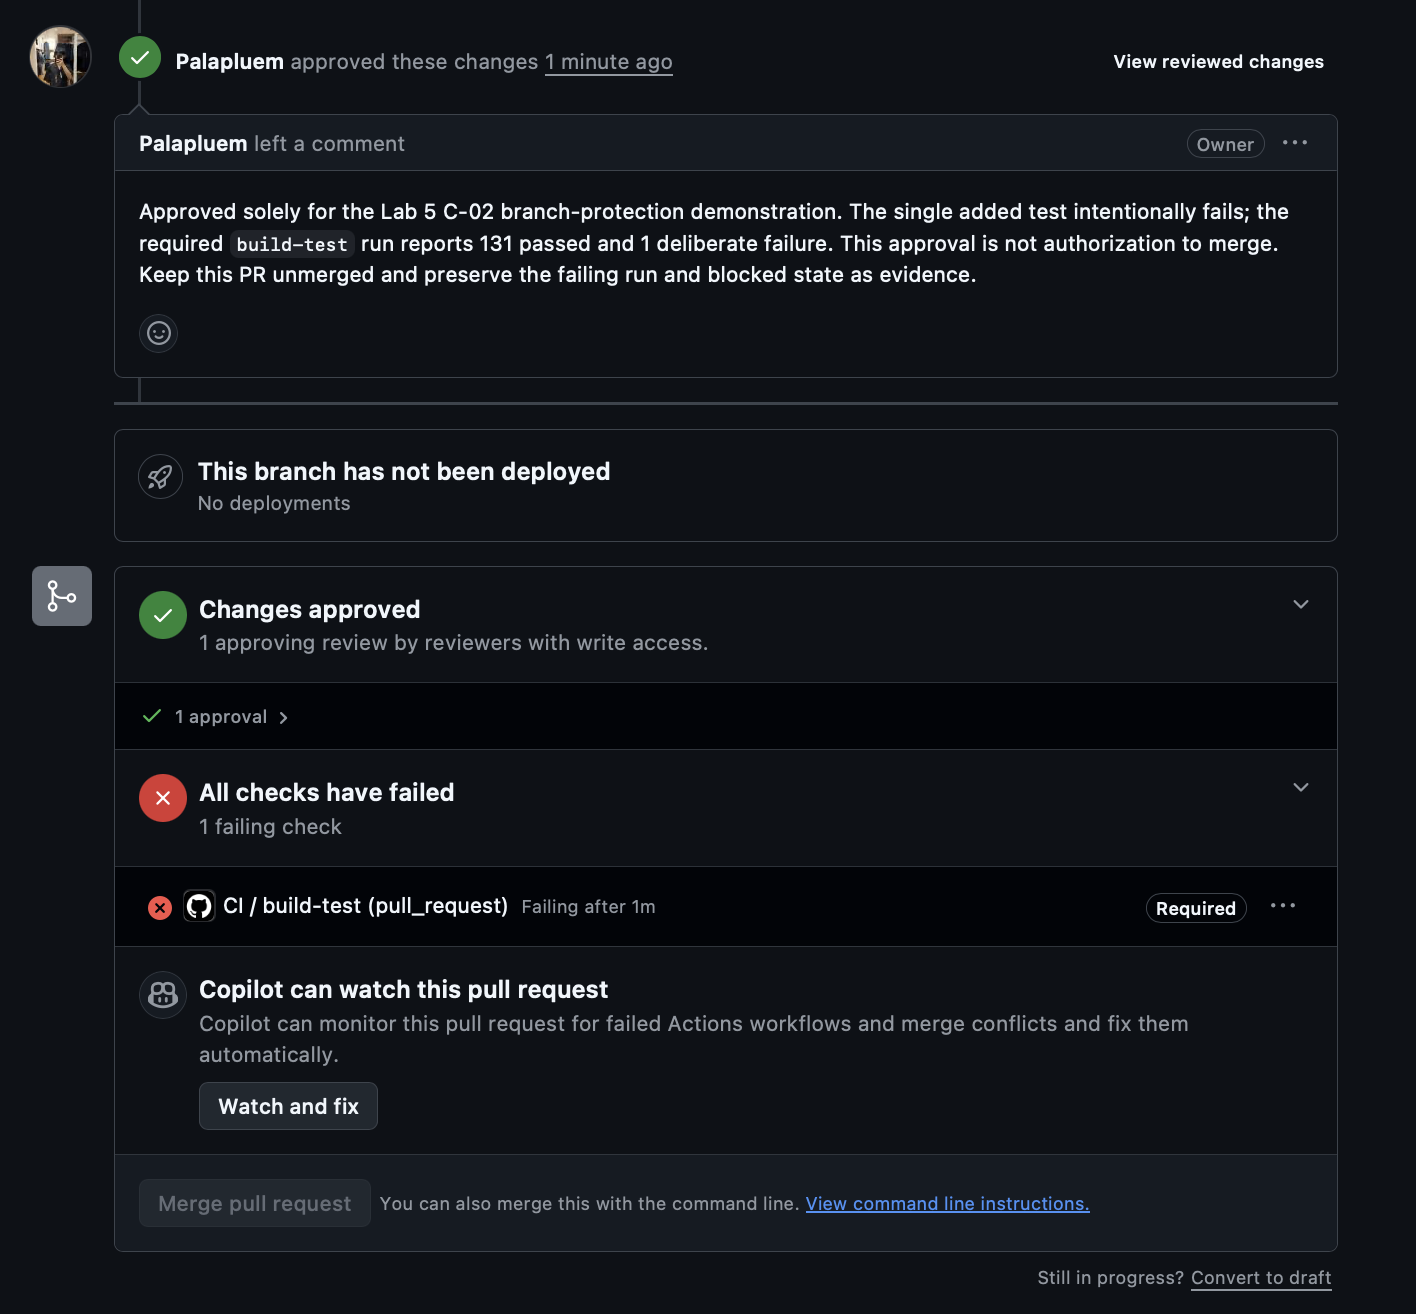 Palapluem approved these changes 1 minute ago
View reviewed changes
Palapluem left a comment
Owner
Approved solely for the Lab 5 C-02 branch-protection demonstration. The single added test intentionally fails; the
required build-test run reports 131 passed and 1 deliberate failure. This approval is not authorization to merge.
Keep this PR unmerged and preserve the failing run and blocked state as evidence.
This branch has not been deployed
No deployments
Changes approved
1 approving review by reviewers with write access.
1 approval
All checks have failed
1 failing check
CI / build-test (pull_request) Failing after 1m
Required
Copilot can watch this pull request
Copilot can monitor this pull request for failed Actions workflows and merge conflicts and fix them
automatically.
Watch and fix
Merge pull request
You can also merge this with the command line. View command line instructions.
Still in progress? Convert to draft